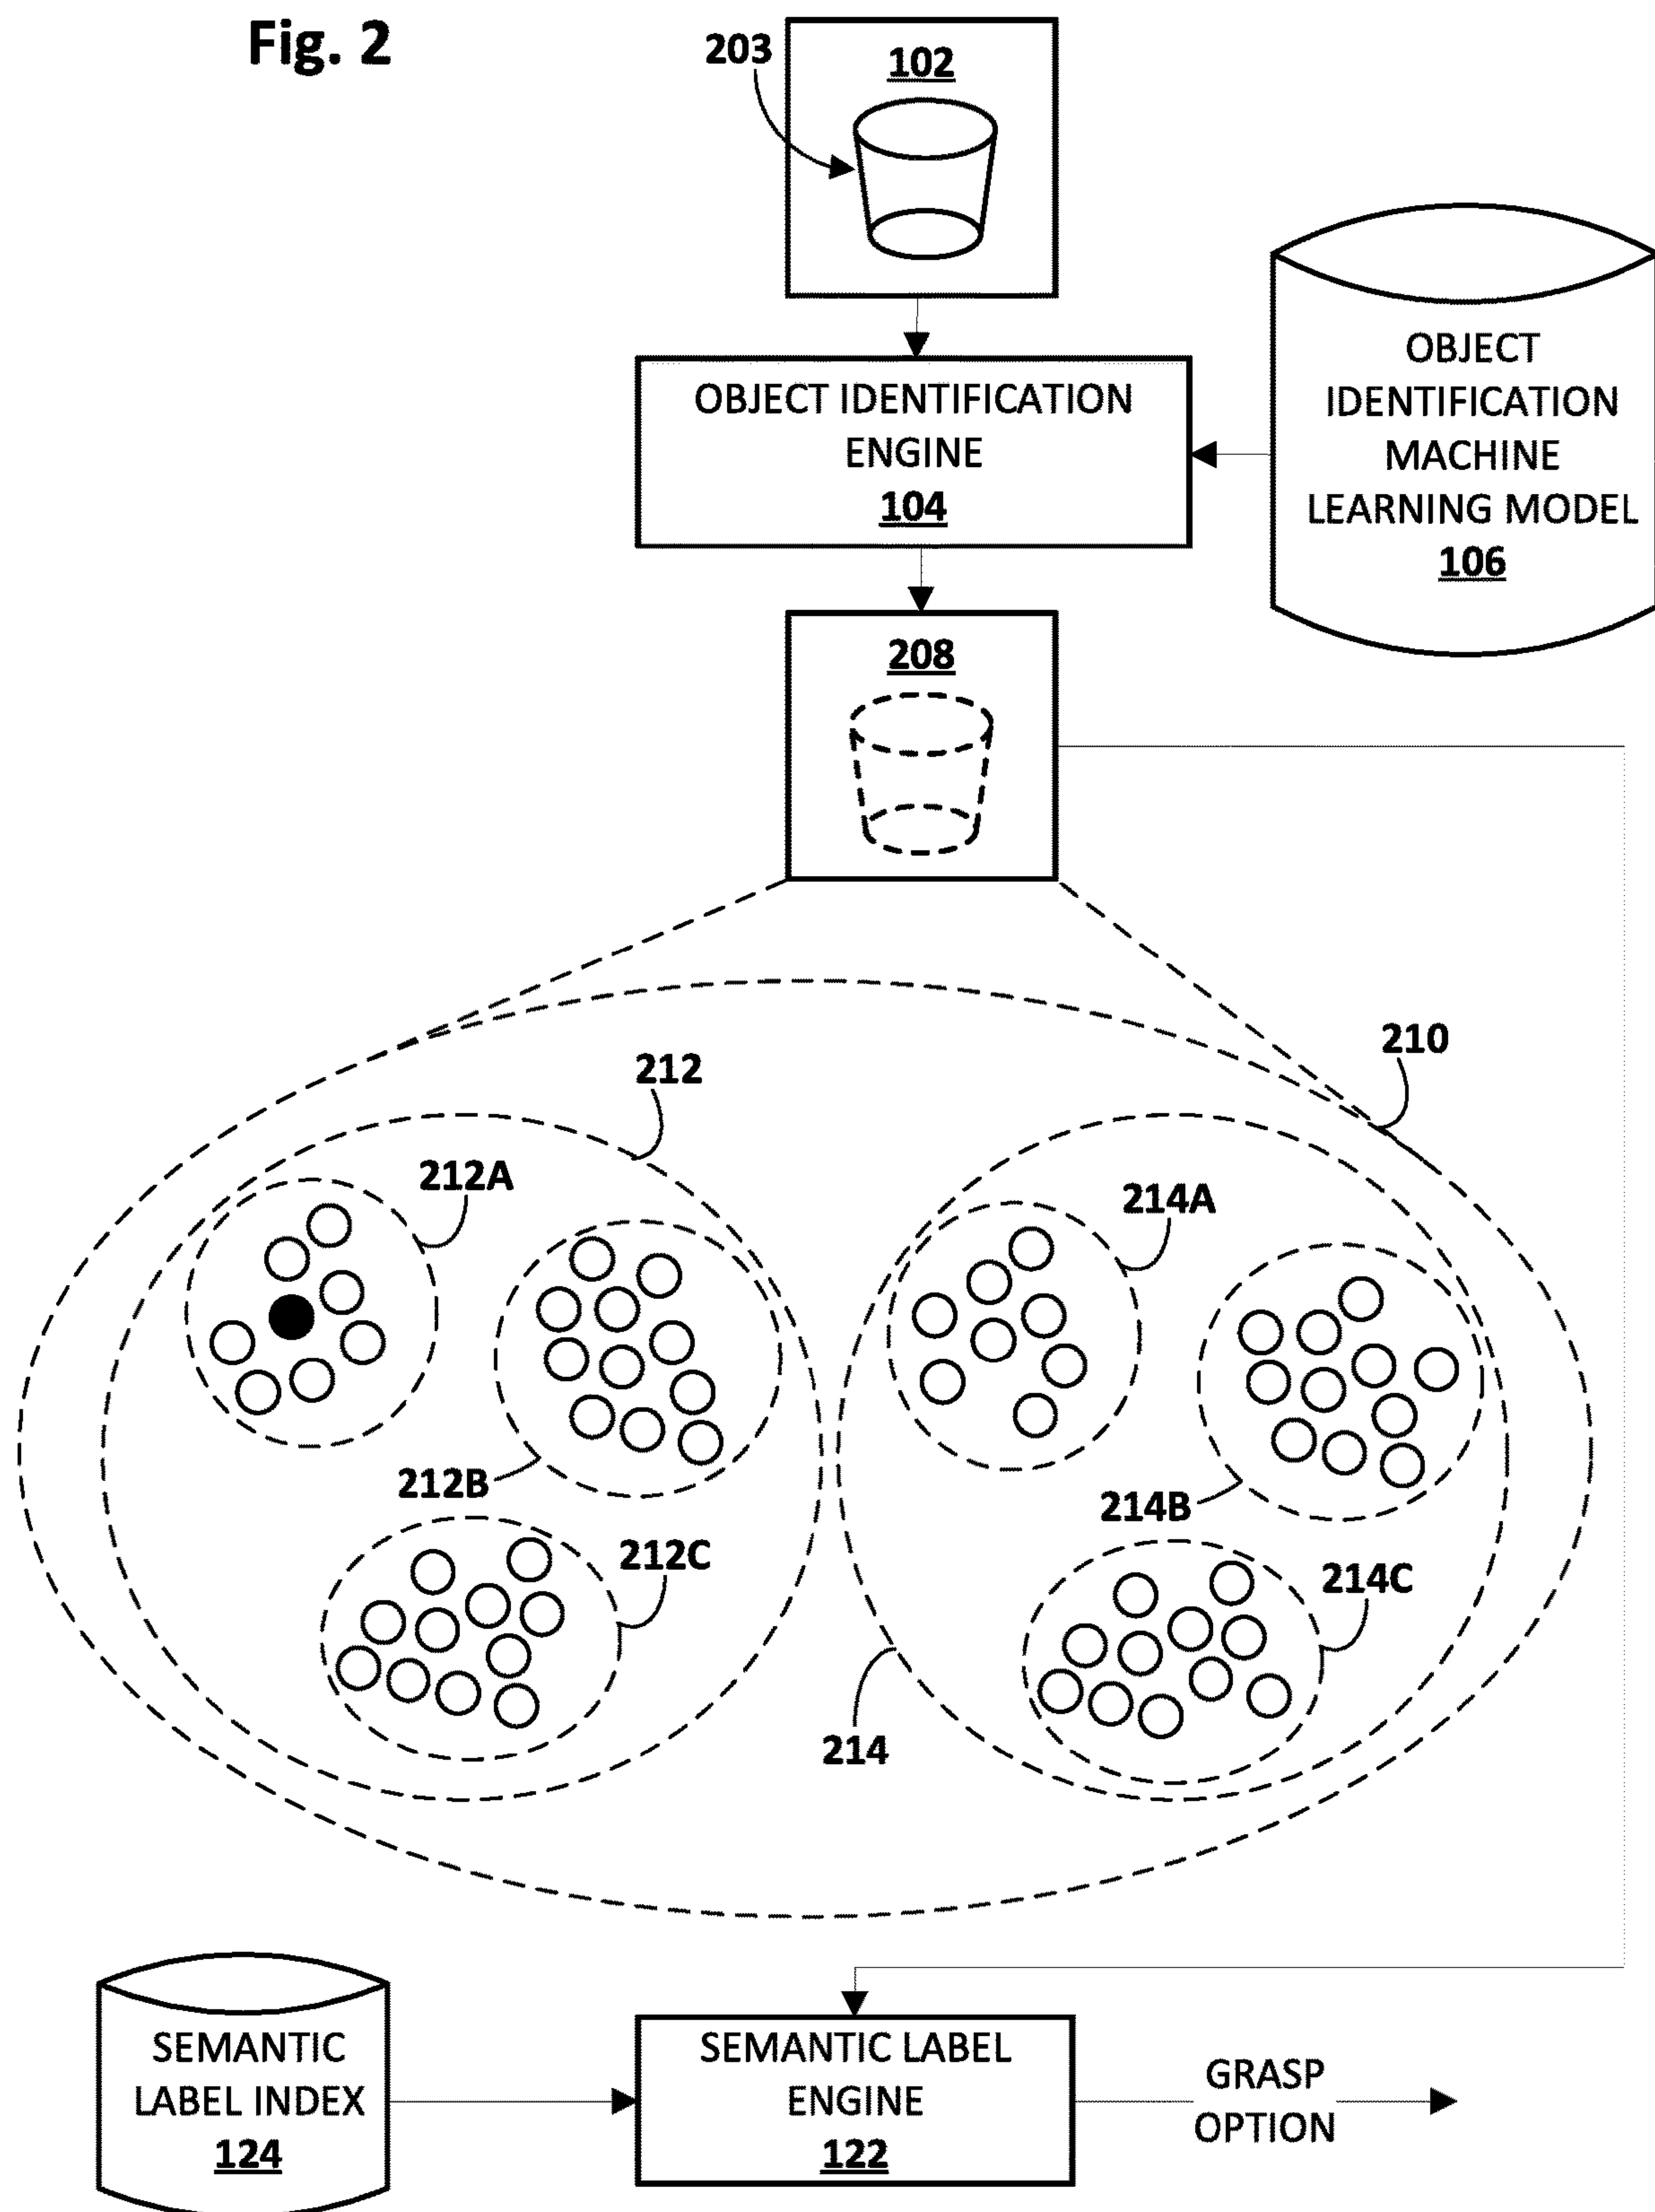 Fig. 2
203
102
OBJECT IDENTIFICATION
ENGINE
104
OBJECT
IDENTIFICATION
MACHINE
LEARNING MODEL
106
208
210
212
212A
214A
212B
214B
212C
214C
214
SEMANTIC
LABEL INDEX
124
SEMANTIC LABEL
ENGINE
122
GRASP
OPTION